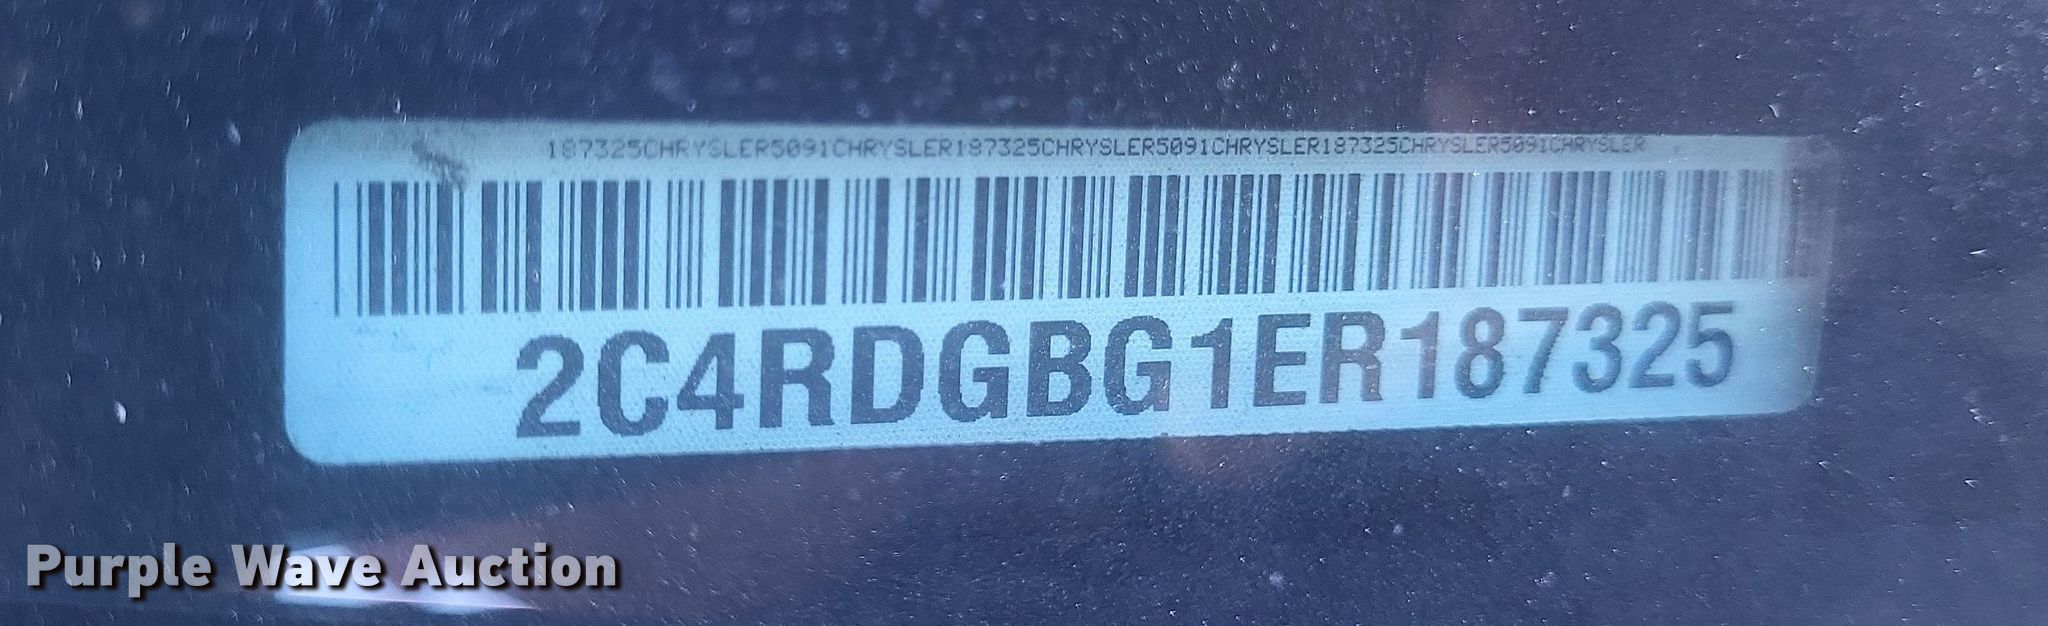 187325CHRYSLER5091CHRYSLER187325CHRYSLER5091CHRYSLER187325CHRYSLER5091CHRYSLER
2C4RDGBG1ER187325
Purple Wave Auction